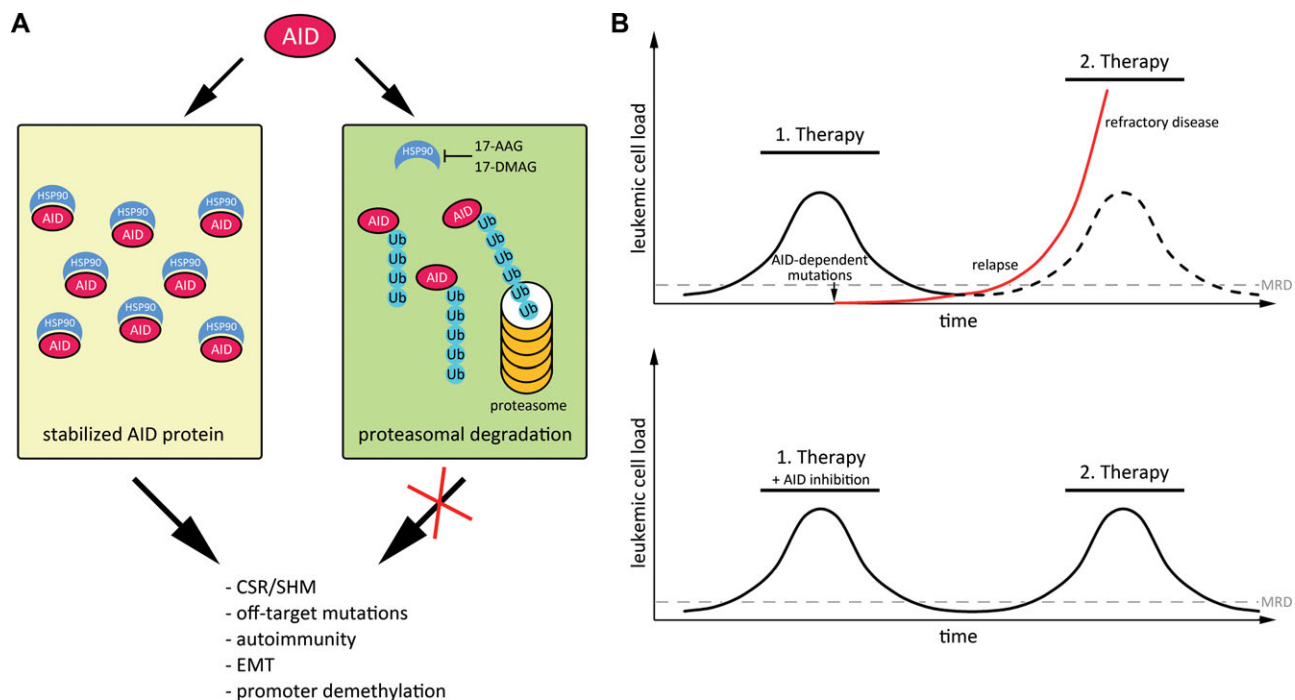 A
AID
HSP90
AID
HSP90
AID
HSP90
AID
HSP90
AID
HSP90
AID
HSP90
AID
HSP90
AID
HSP90
AID
stabilized AID protein
HSP90
17-AAG
17-DMAG
AID
Ub
Ub
Ub
Ub
AID
Ub
Ub
Ub
Ub
Ub
AID
Ub
Ub
Ub
Ub
Ub
Ub
Ub
proteasome
proteasomal degradation
- CSR/SHM
- off-target mutations
- autoimmunity
- EMT
- promoter demethylation
B
leukemic cell load
1. Therapy
2. Therapy
refractory disease
AID-dependent
mutations
relapse
MRD
time
leukemic cell load
1. Therapy
+ AID inhibition
2. Therapy
MRD
time